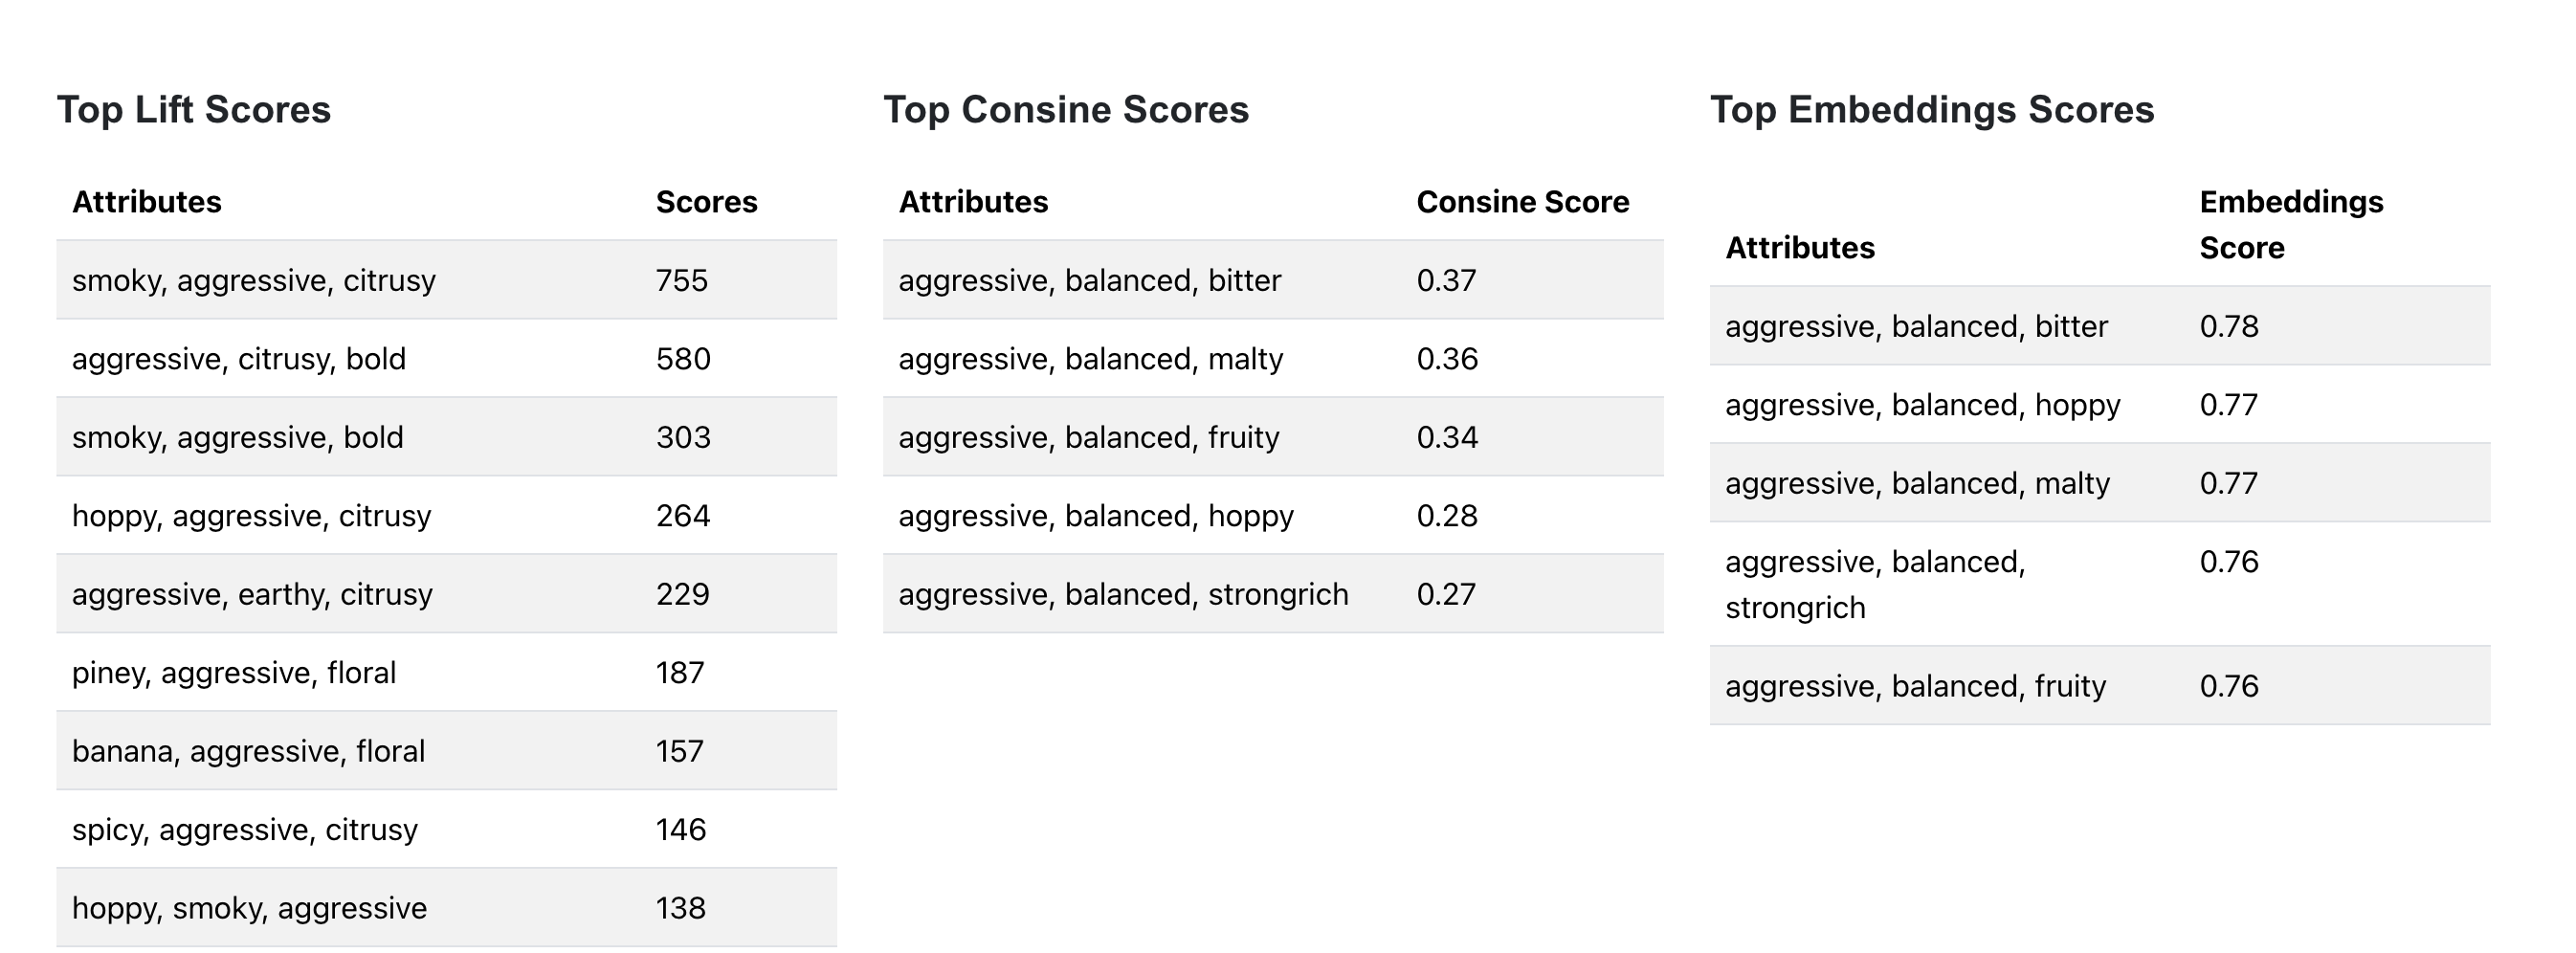 Top Lift Scores
Attributes Scores
smoky, aggressive, citrusy 755
aggressive, citrusy, bold 580
smoky, aggressive, bold 303
hoppy, aggressive, citrusy 264
aggressive, earthy, citrusy 229
piney, aggressive, floral 187
banana, aggressive, floral 157
spicy, aggressive, citrusy 146
hoppy, smoky, aggressive 138
Top Consine Scores
Attributes Consine Score
aggressive, balanced, bitter 0.37
aggressive, balanced, malty 0.36
aggressive, balanced, fruity 0.34
aggressive, balanced, hoppy 0.28
aggressive, balanced, strongrich 0.27
Top Embeddings Scores
Embeddings
Attributes Score
aggressive, balanced, bitter 0.78
aggressive, balanced, hoppy 0.77
aggressive, balanced, malty 0.77
aggressive, balanced, 0.76
strongrich
aggressive, balanced, fruity 0.76